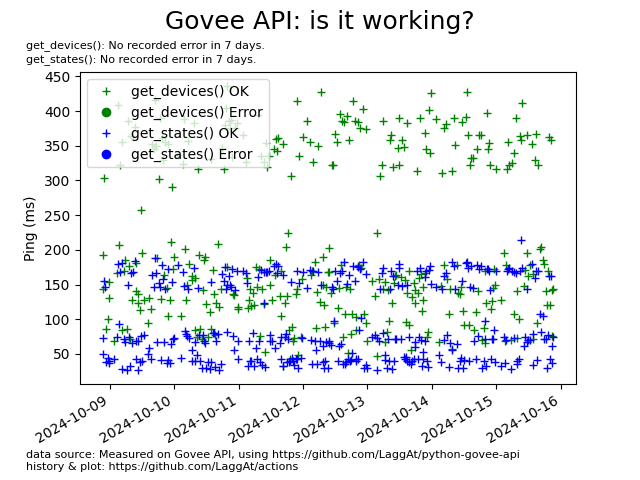 Govee API: is it working?
get_devices(): No recorded error in 7 days.
get_states(): No recorded error in 7 days.
get_devices() OK
get_devices() Error
get_states() OK
get_states() Error
Ping (ms)
450
400
350
300
250
200
150
100
50
2024-10-09
2024-10-10
2024-10-11
2024-10-12
2024-10-13
2024-10-14
2024-10-15
2024-10-16
data source: Measured on Govee API, using https://github.com/LaggAt/python-govee-api
history & plot: https://github.com/LaggAt/actions